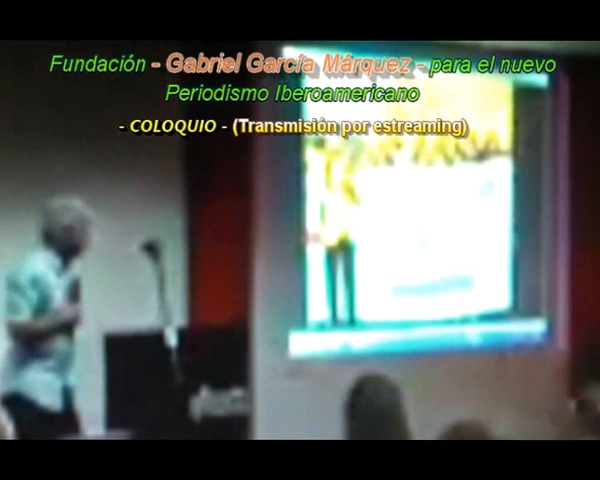 Fundación - Gabriel García Márquez - para el nuevo
Periodismo Iberoamericano
- COLOQUIO - (Transmisión por estreaming)